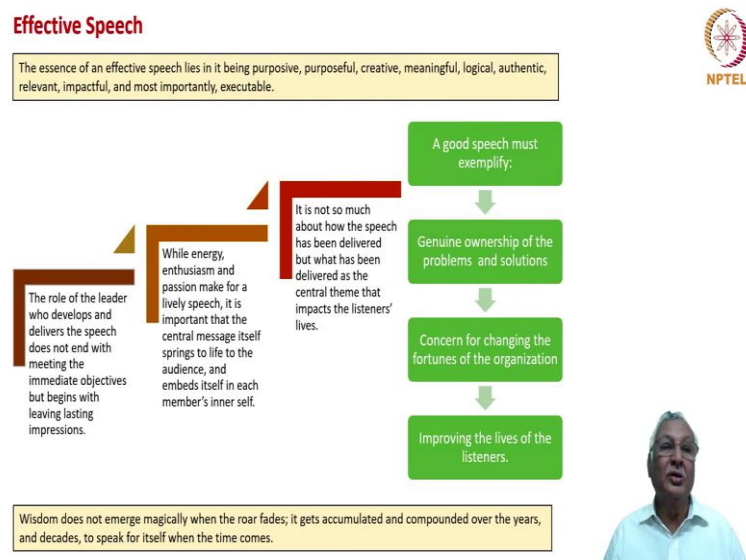 Effective Speech
NPTEL
The essence of an effective speech lies in it being purposive, purposeful, creative, meaningful, logical, authentic,
relevant, impactful, and most importantly, executable.
The role of the leader
who develops and
delivers the speech
does not end with
meeting the
immediate objectives
but begins with
leaving lasting
impressions.
While energy,
enthusiasm and
passion make for a
lively speech, it is
important that the
central message itself
springs to life to the
audience, and
embeds itself in each
member's inner self.
It is not so much
about how the speech
has been delivered
but what has been
delivered as the
central theme that
impacts the listeners'
lives.
A good speech must
exemplify:
Genuine ownership of the
problems and solutions
Concern for changing the
fortunes of the organization
Improving the lives of the
listeners.
Wisdom does not emerge magically when the roar fades; it gets accumulated and compounded over the years,
and decades, to speak for itself when the time comes.